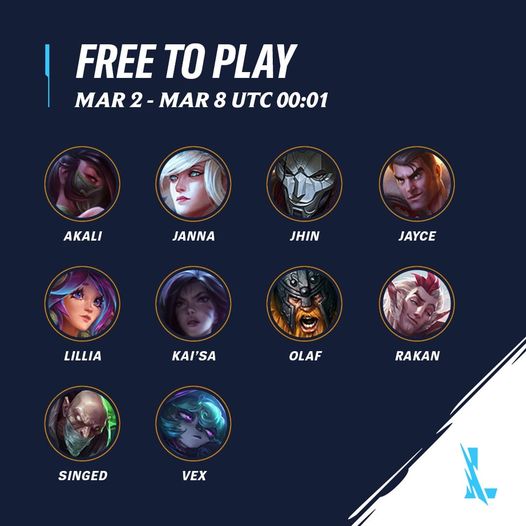 FREE TO PLAY
MAR 2 - MAR 8 UTC 00:01
AKALI
JANNA
JHIN
JAYCE
LILLIA
KAI'SA
OLAF
RAKAN
SINGED
VEX